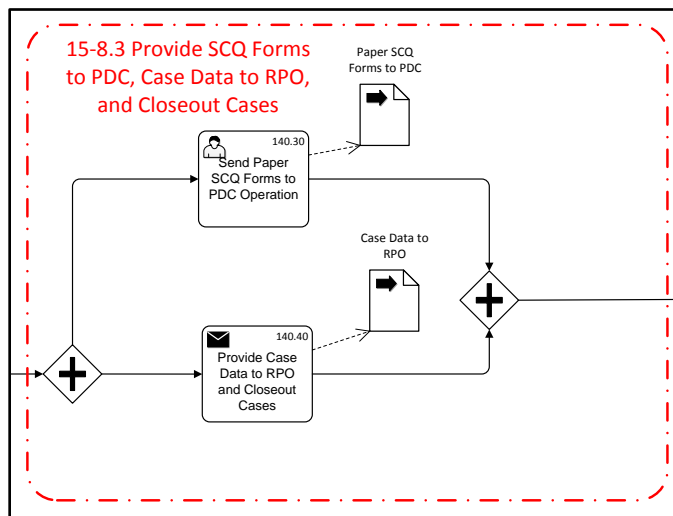 15-8.3 Provide SCQ Forms
to PDC, Case Data to RPO,
and Closeout Cases
Paper SCQ
Forms to PDC
140.30
Send Paper
SCQ Forms to
PDC Operation
Case Data to
RPO
140.40
Provide Case
Data to RPO
and Closeout
Cases